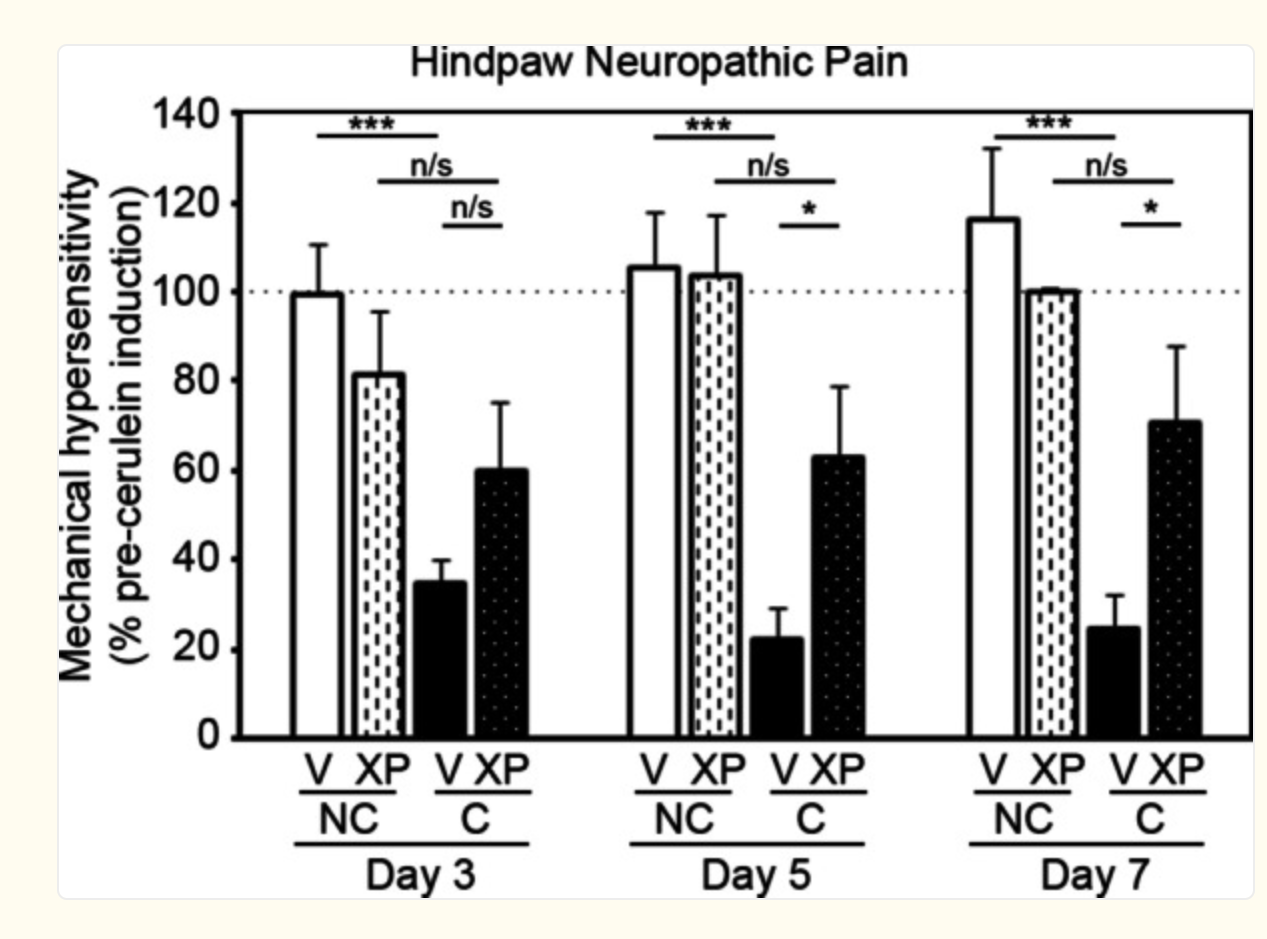 Hindpaw Neuropathic Pain
Mechanical hypersensitivity
(% pre-cerulein induction)
140
120
100
80
60
40
20
0
*** *** ***
n/s n/s n/s
n/s * *
V XP V XP V XP V XP V XP V XP
NC C NC C NC C
Day 3 Day 5 Day 7